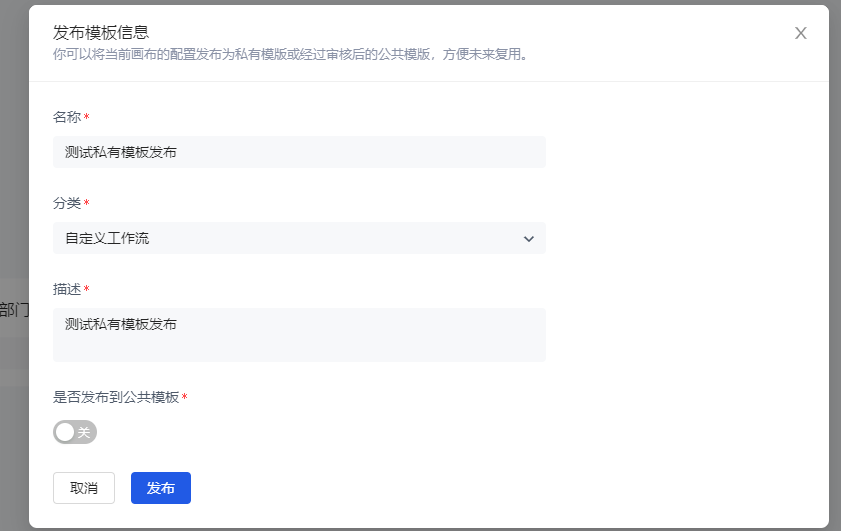 发布模板信息
你可以将当前画布的配置发布为私有模版或经过审核后的公共模版，方便未来复用。
名称*
测试私有模板发布
分类*
自定义工作流
描述*
部门
测试私有模板发布
是否发布到公共模板*
关
取消
发布